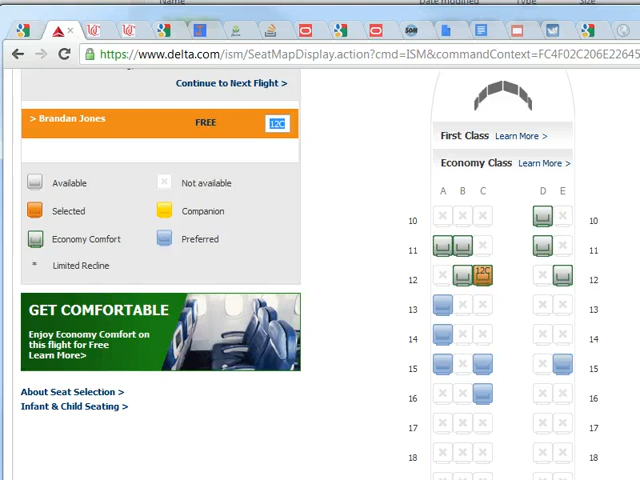 Name
Date modified
Type
Size
https://www.delta.com/ism/SeatMapDisplay.action?cmd=ISM&commandContext=FC4F02C206E22645
Continue to Next Flight >
> Brandan Jones FREE 12C
Available Not available
Selected Companion
Economy Comfort Preferred
* Limited Recline
GET COMFORTABLE
Enjoy Economy Comfort on
this flight for Free
Learn More>
About Seat Selection >
Infant & Child Seating >
First Class Learn More >
Economy Class Learn More >
A B C D E
10 10
11 11
12 12C 12
13 13
14 14
15 15
16 16
17 17
18 18